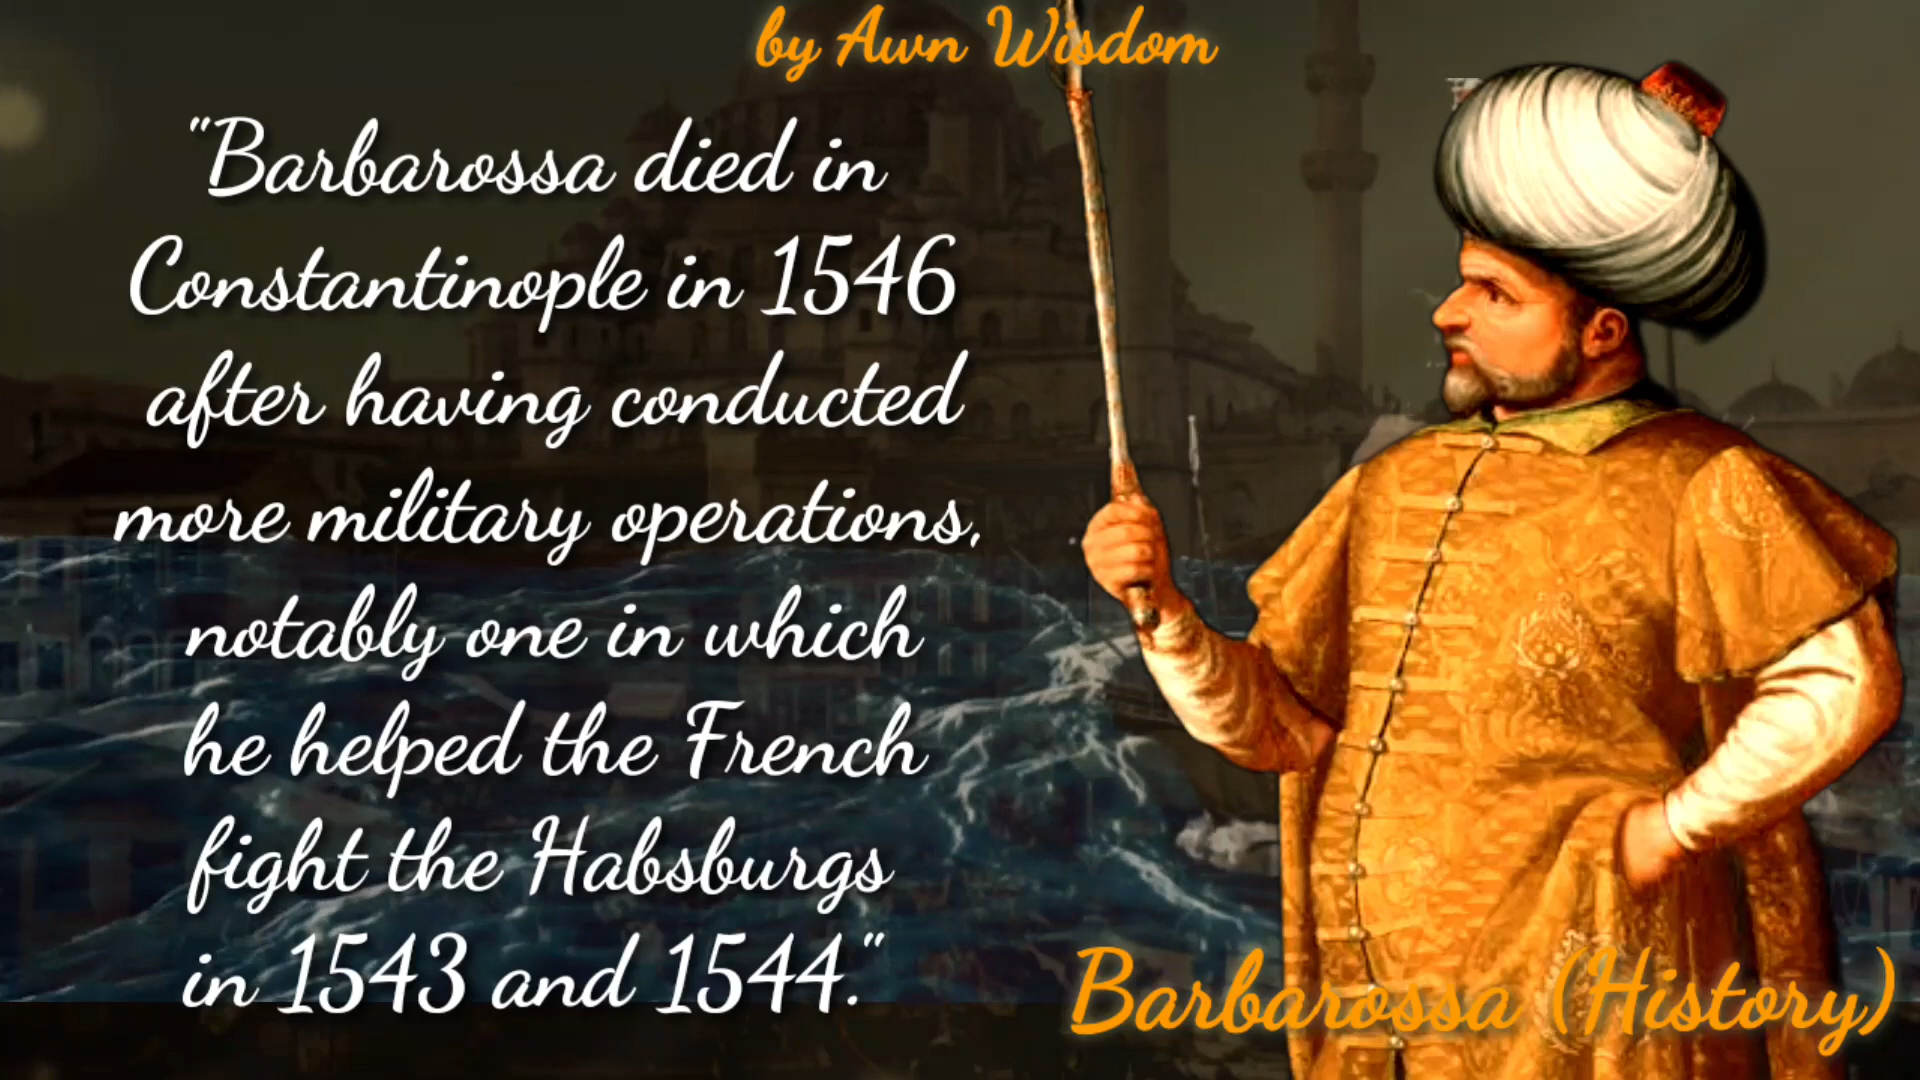 by Awn Wisdom
"Barbarossa died in
Constantinople in 1546
after having conducted
more military operations,
notably one in which
he helped the French
fight the Habsburgs
in 1543 and 1544."
Barbarossa (History)